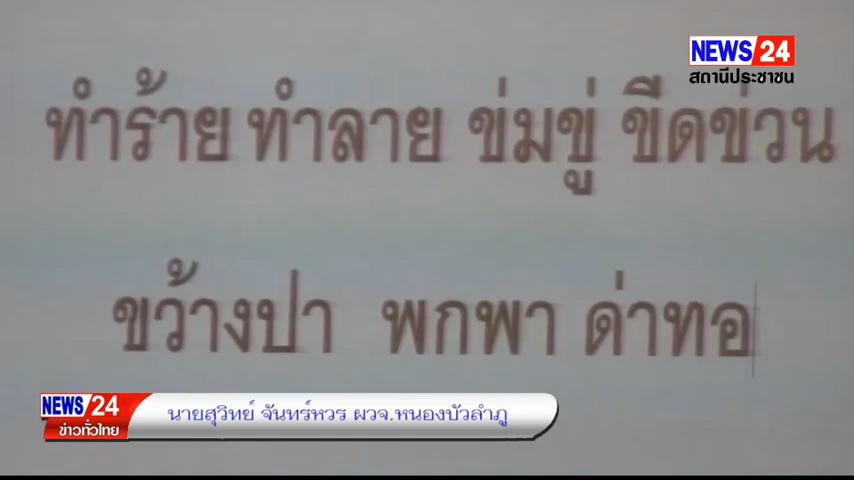 NEWS 24
สถานีประชาชน
ทำร้าย ทำลาย ข่มขู่ ขีดข่วน
ขว้างปา พกพา ด่าทอ
NEWS 24
ข่าวทั่วไทย
นายสุวิทย์ จันทร์หวร ผวจ.หนองบัวลำภู